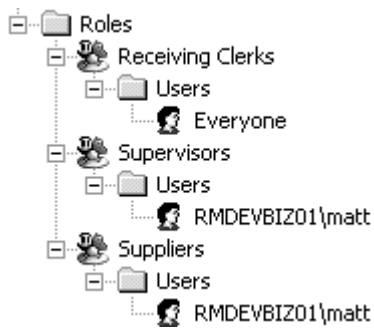 Roles
Receiving Clerks
Users
Everyone
Supervisors
Users
RMDEVBIZ01\matt
Suppliers
Users
RMDEVBIZ01\matt